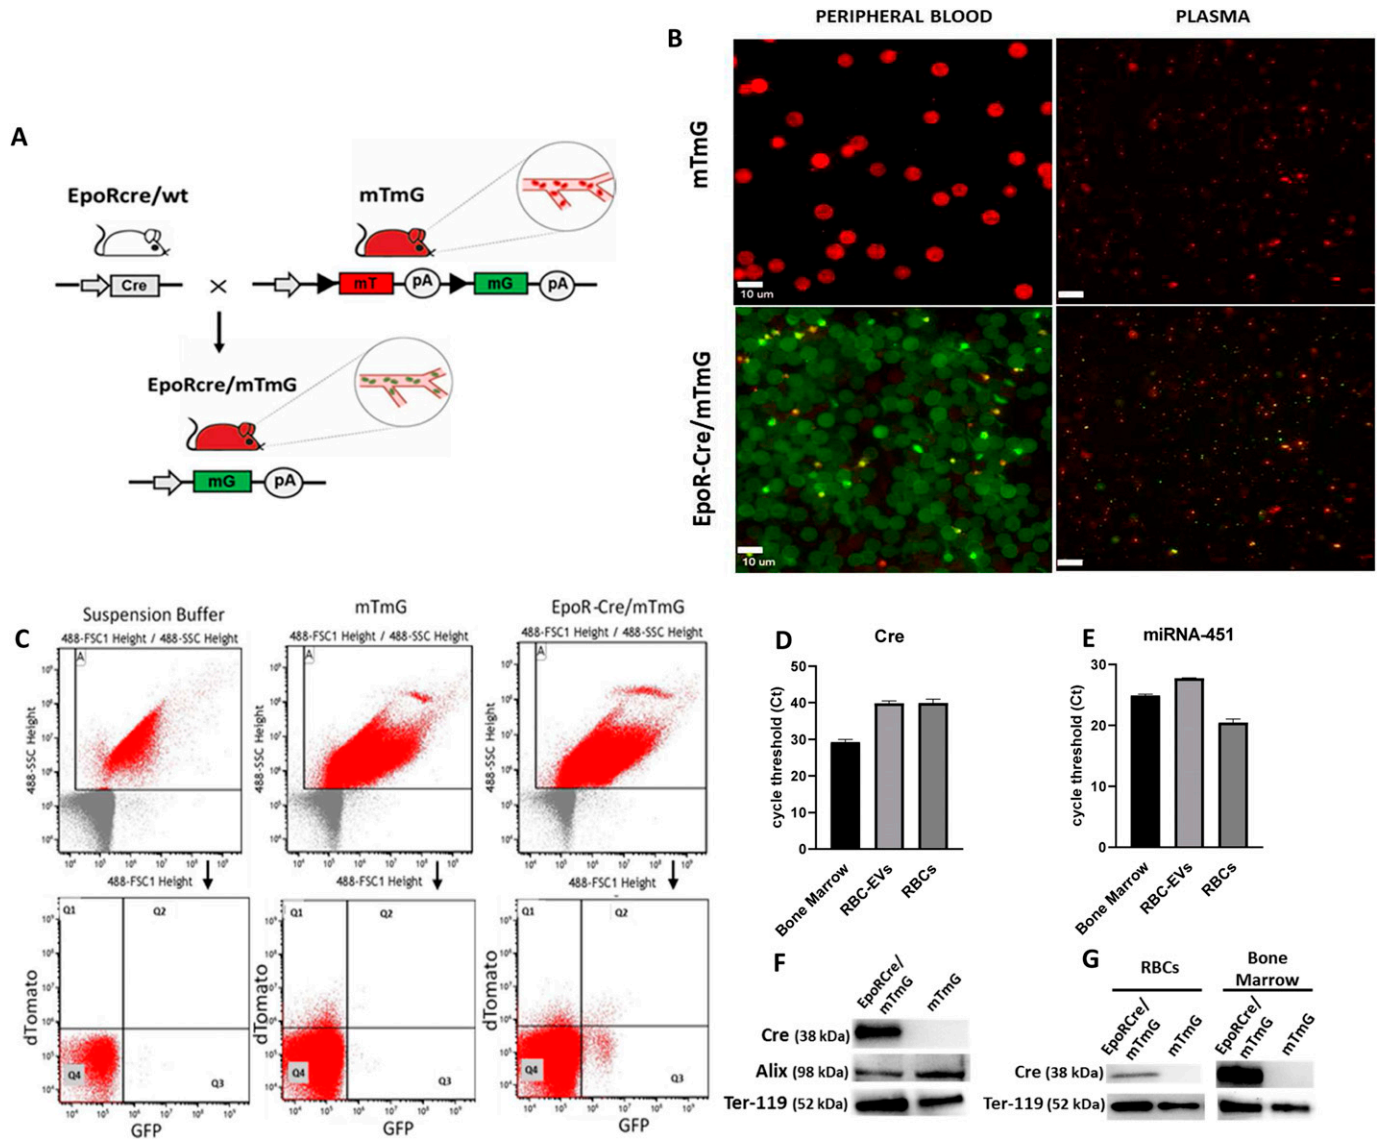 A
EpoRcre/wt
mTmG
Cre
mT
pA
mG
pA
EpoRcre/mTmG
mG
pA
B
PERIPHERAL BLOOD
PLASMA
mTmG
10 um
EpoR-Cre/mTmG
10 um
C
Suspension Buffer
mTmG
EpoR-Cre/mTmG
488-FSC1 Height / 488-SSC Height
488-FSC1 Height / 488-SSC Height
488-FSC1 Height / 488-SSC Height
A
A
A
488-SSC Height
488-SSC Height
488-SSC Height
488-FSC1 Height
488-FSC1 Height
488-FSC1 Height
Q1
Q2
Q3
Q4
Q1
Q2
Q3
Q4
Q1
Q2
Q3
Q4
dTomato
dTomato
dTomato
GFP
GFP
GFP
D
Cre
50
40
30
20
10
0
cycle threshold (Ct)
Bone Marrow
RBC-EVs
RBCs
E
miRNA-451
30
20
10
0
cycle threshold (Ct)
Bone Marrow
RBC-EVs
RBCs
F
EpoRCre/
mTmG
mTmG
Cre (38 kDa)
Alix (98 kDa)
Ter-119 (52 kDa)
G
RBCs
Bone
Marrow
EpoRCre/
mTmG
mTmG
EpoRCre/
mTmG
mTmG
Cre (38 kDa)
Ter-119 (52 kDa)